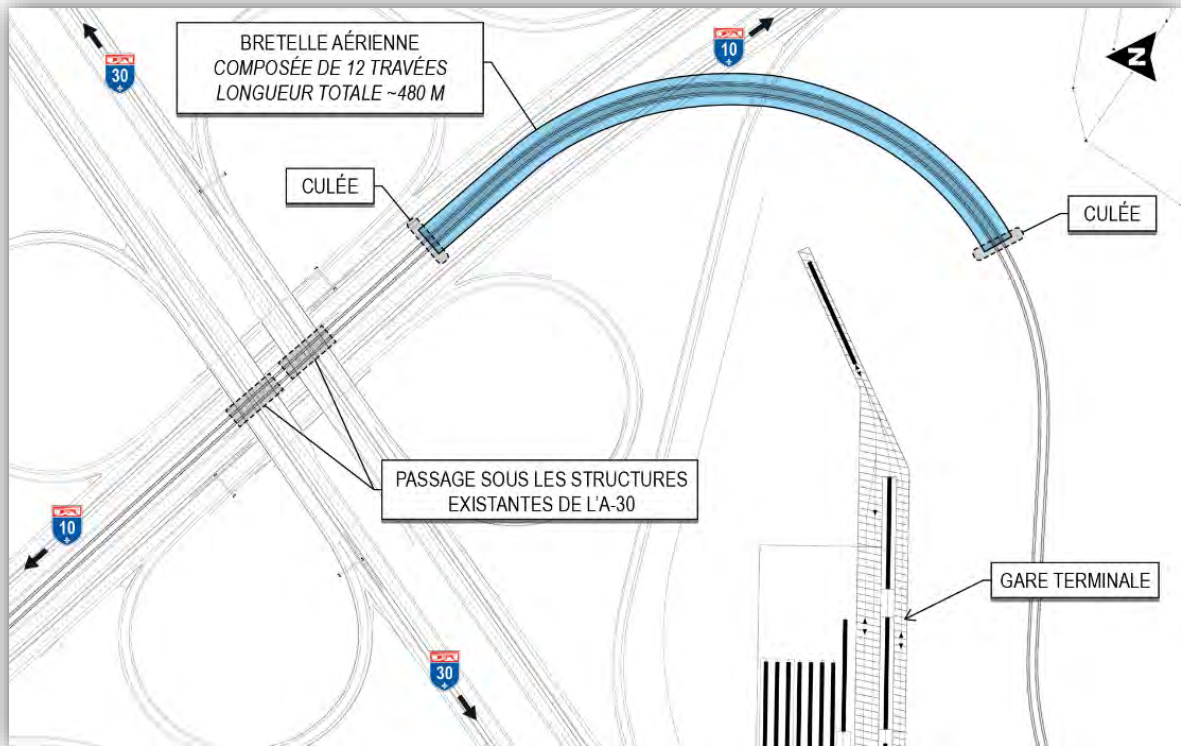 BRETELLE AÉRIENNE
COMPOSÉE DE 12 TRAVÉES
LONGUEUR TOTALE ~480 M
10
30
N
CULÉE
CULÉE
PASSAGE SOUS LES STRUCTURES
EXISTANTES DE L'A-30
10
GARE TERMINALE
30